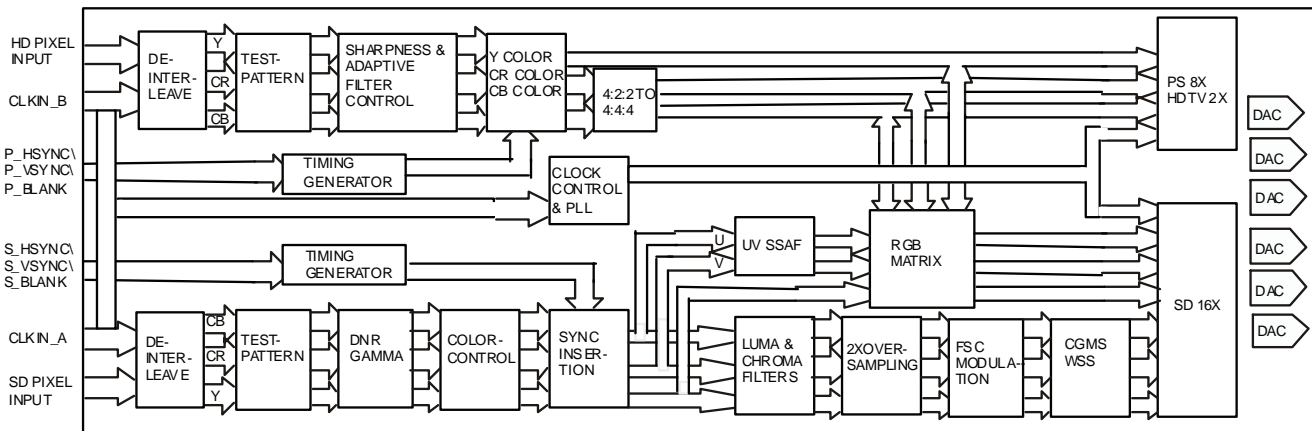 HD PIXEL
INPUT
CLKIN_B
DE-
INTER-
LEAVE
Y
CR
CB
TEST-
PATTERN
SHARPNESS &
ADAPTIVE
FILTER
CONTROL
Y COLOR
CR COLOR
CB COLOR
4:2:2 TO
4:4:4
PS 8X
HDTV 2X
DAC
DAC
DAC
DAC
DAC
DAC
P_HSYNC\
P_VSYNC\
P_BLANK
TIMING
GENERATOR
CLOCK
CONTROL
& PLL
S_HSYNC\
S_VSYNC\
S_BLANK
TIMING
GENERATOR
U
V
UV SSAF
RGB
MATRIX
SD 16X
CLKIN_A
SD PIXEL
INPUT
DE-
INTER-
LEAVE
CB
CR
Y
TEST-
PATTERN
DNR
GAMMA
COLOR-
CONTROL
SYNC
INSER-
TION
LUMA &
CHROMA
FILTERS
2XOVER-
SAMPLING
FSC
MODULA-
TION
CGMS
WSS